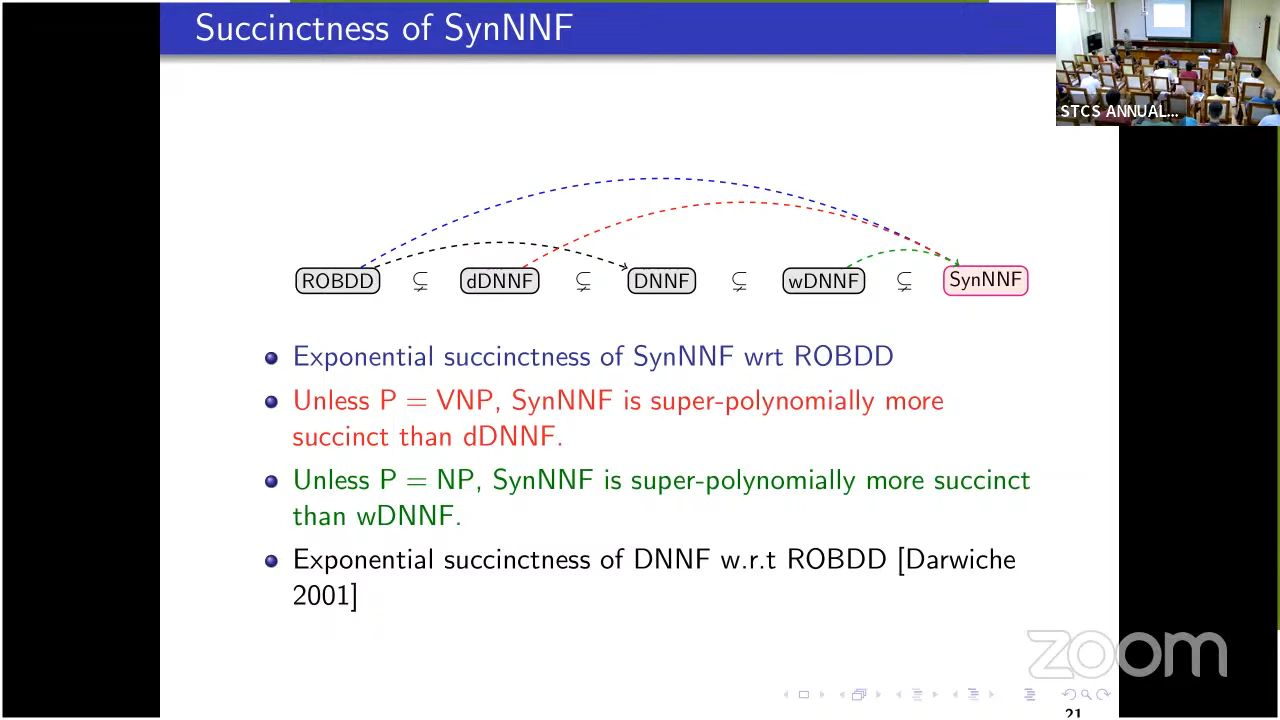 Succinctness of SynNNF
STCS ANNUAL...
ROBDD ⊊ dDNNF ⊊ DNNF ⊊ wDNNF ⊊ SynNNF
Exponential succinctness of SynNNF wrt ROBDD
Unless P = VNP, SynNNF is super-polynomially more
succinct than dDNNF.
Unless P = NP, SynNNF is super-polynomially more succinct
than wDNNF.
Exponential succinctness of DNNF w.r.t ROBDD [Darwiche
2001]
zoom
21